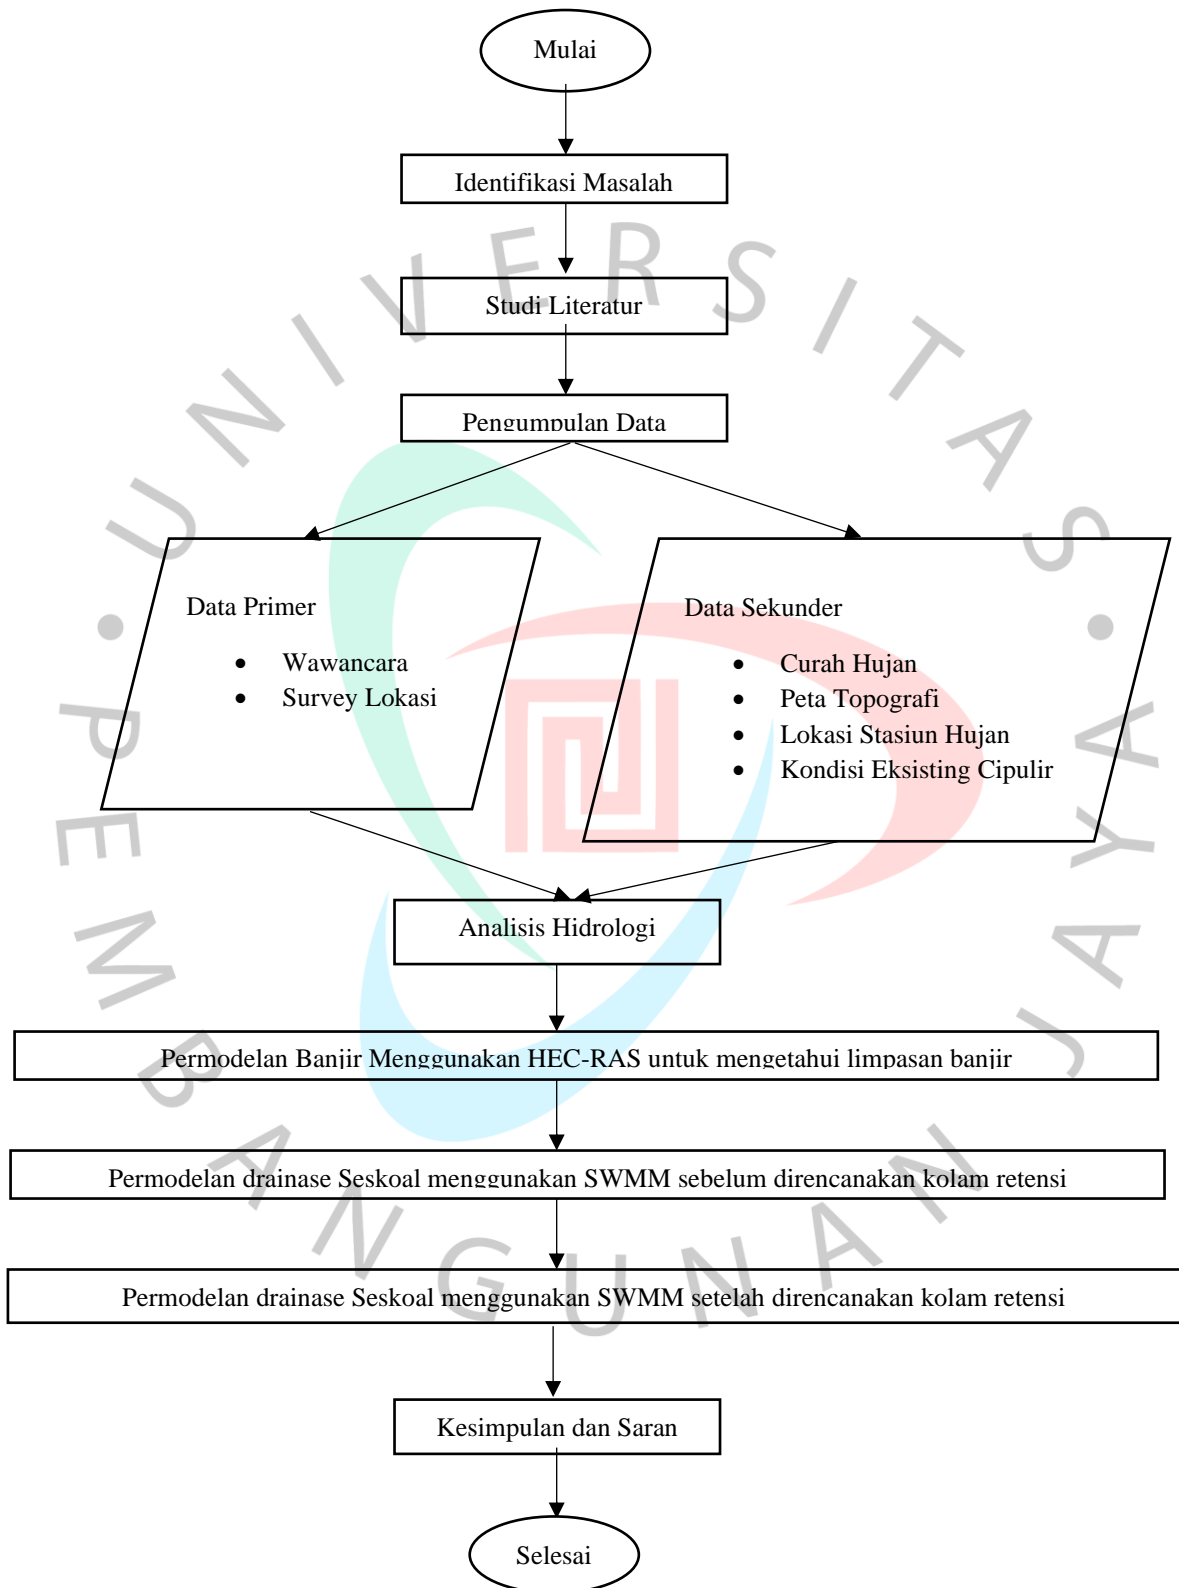 Mulai
Identifikasi Masalah
Studi Literatur
Pengumpulan Data
Data Primer
• Wawancara
• Survey Lokasi
Data Sekunder
• Curah Hujan
• Peta Topografi
• Lokasi Stasiun Hujan
• Kondisi Eksisting Cipulir
Analisis Hidrologi
Permodelan Banjir Menggunakan HEC-RAS untuk mengetahui limpasan banjir
Permodelan drainase Seskoal menggunakan SWMM sebelum direncanakan kolam retensi
Permodelan drainase Seskoal menggunakan SWMM setelah direncanakan kolam retensi
Kesimpulan dan Saran
Selesai
• UNIVERSITAS •
PEMBANGUNAN JAYA